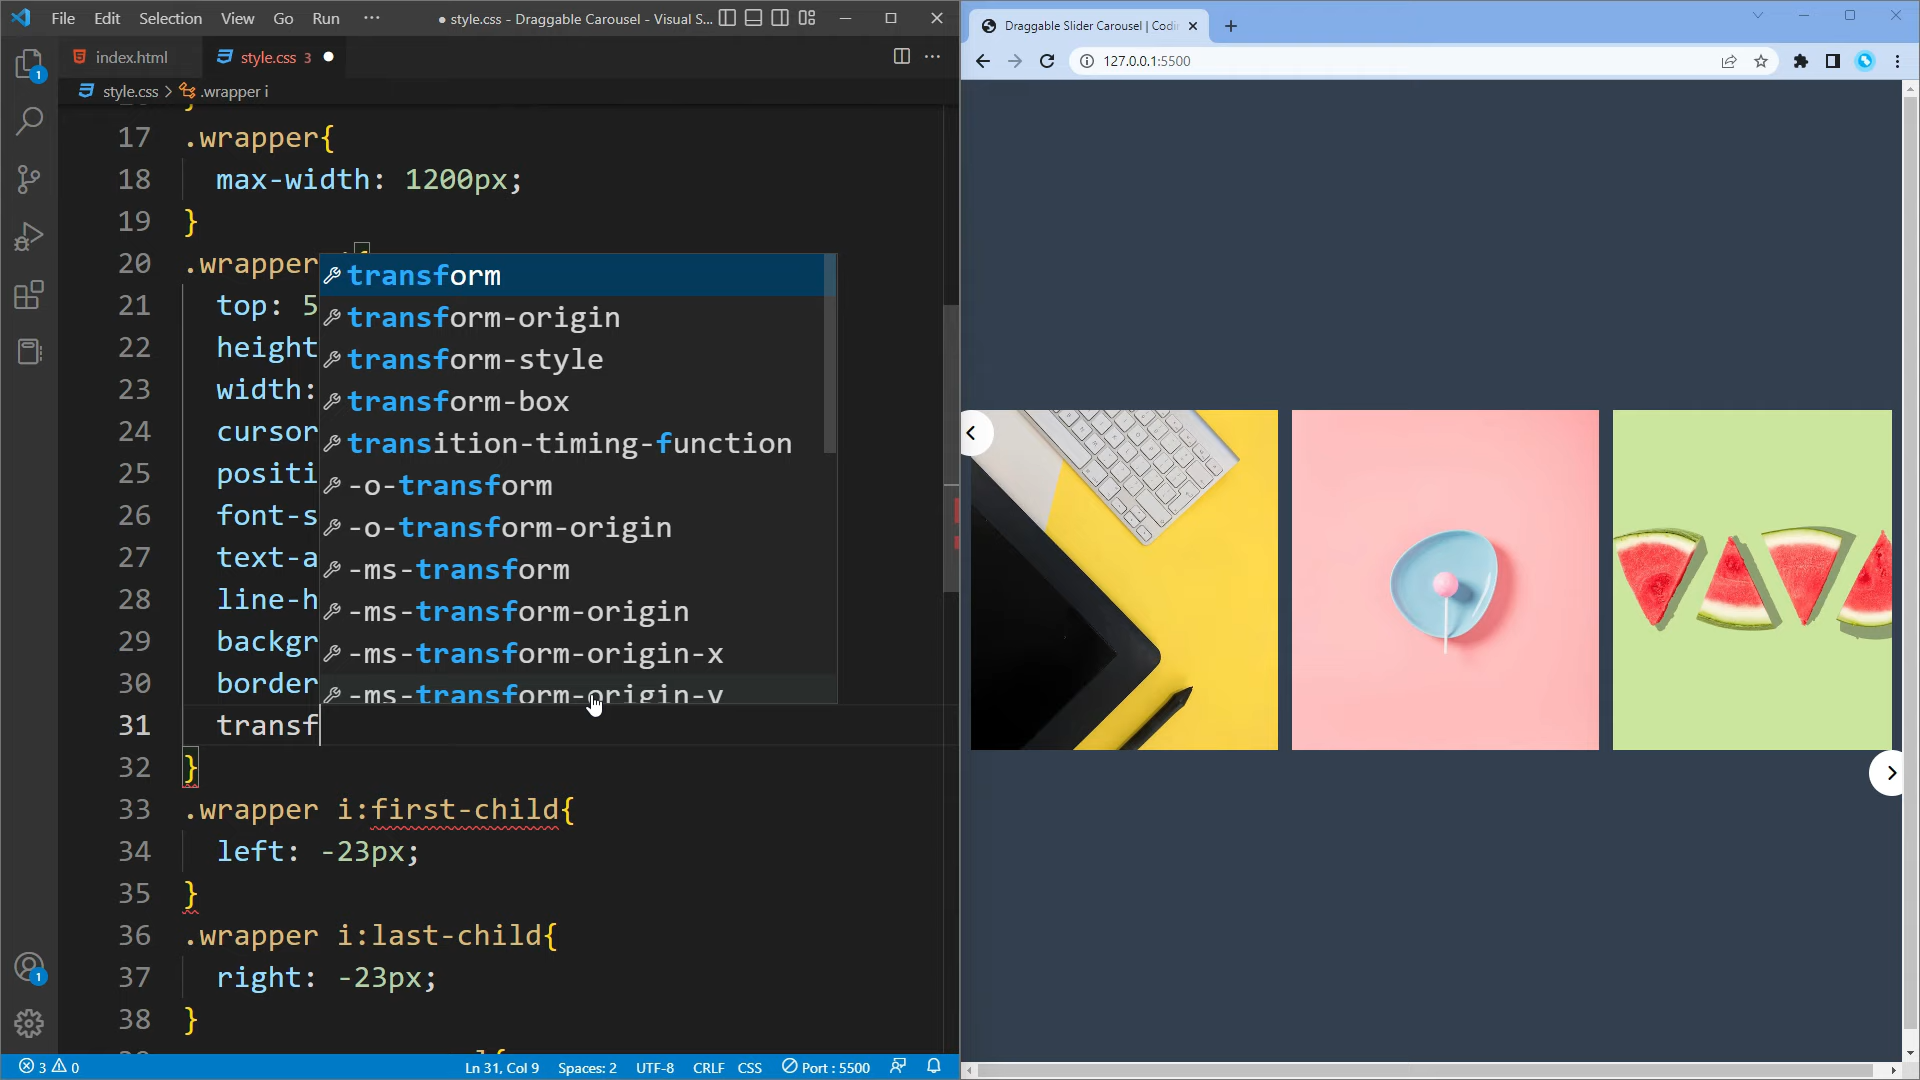 File Edit Selection View Go Run ··· ● style.css - Draggable Carousel - Visual S...
index.html style.css 3
style.css > .wrapper i
17 .wrapper{
18 max-width: 1200px;
19 }
20 .wrapper
21 top: 5
22 height
23 width:
24 cursor
25 positi
26 font-s
27 text-a
28 line-h
29 backgr
30 border
31 transf
32 }
33 .wrapper i:first-child{
34 left: -23px;
35 }
36 .wrapper i:last-child{
37 right: -23px;
38 }
transform
transform-origin
transform-style
transform-box
transition-timing-function
-o-transform
-o-transform-origin
-ms-transform
-ms-transform-origin
-ms-transform-origin-x
-ms-transform-origin-y
1
1
3 0 Ln 31, Col 9 Spaces: 2 UTF-8 CRLF CSS Port : 5500
Draggable Slider Carousel | Codi
127.0.0.1:5500